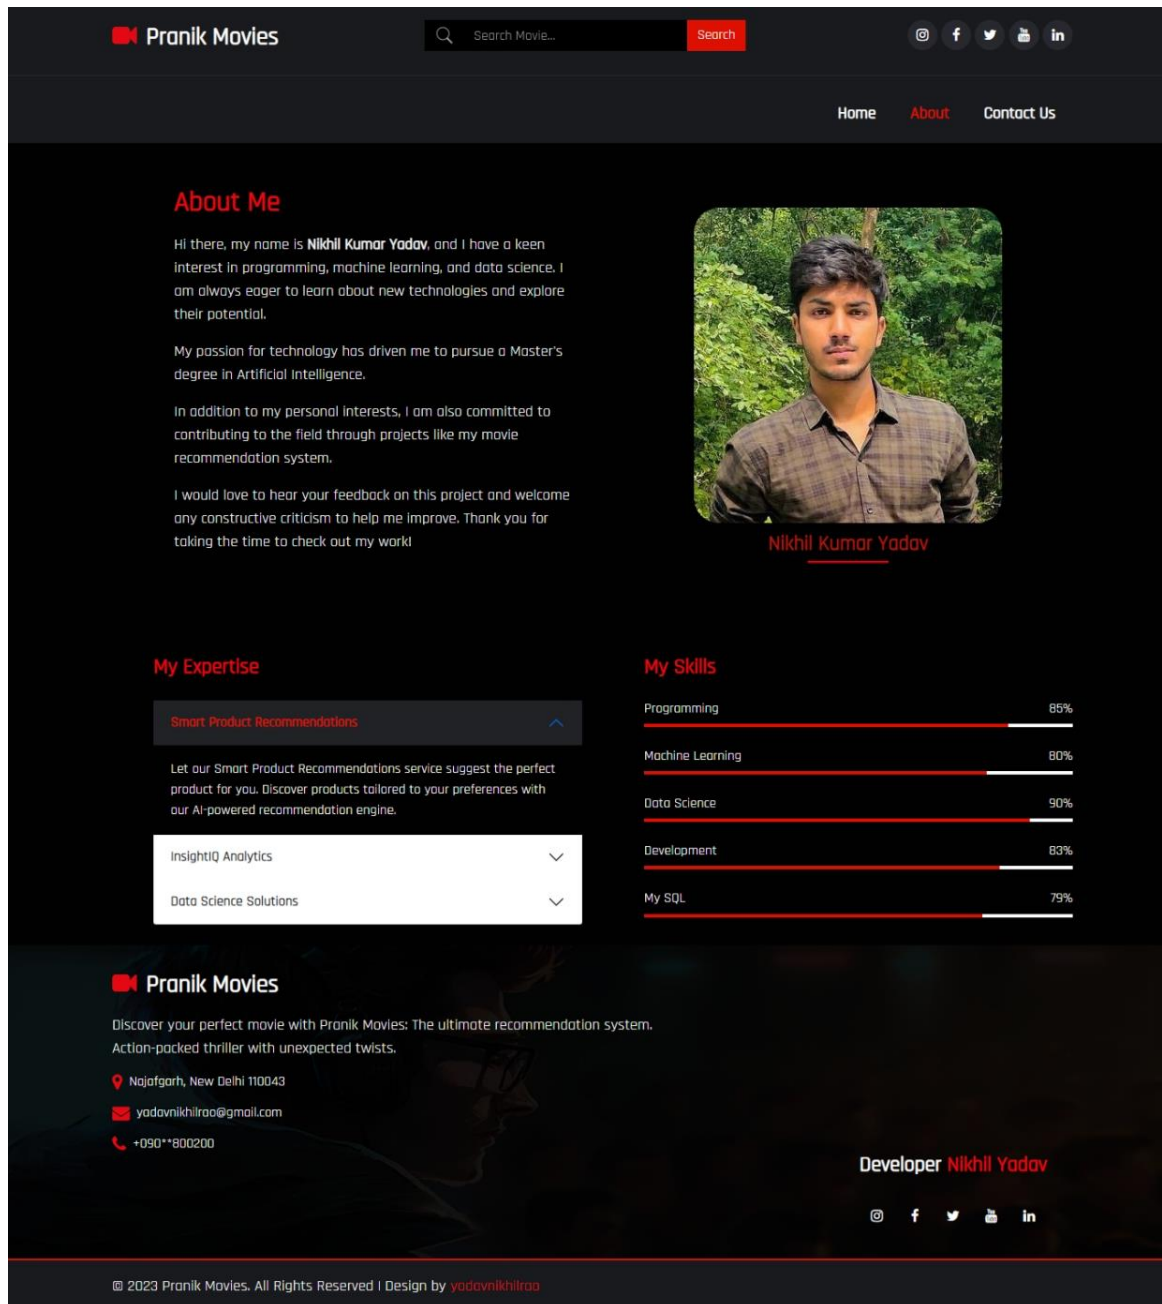 Pranik Movies
Search Movie...
Search
Home About Contact Us
About Me
Hi there, my name is Nikhil Kumar Yadav, and I have a keen
interest in programming, machine learning, and data science. I
am always eager to learn about new technologies and explore
their potential.
My passion for technology has driven me to pursue a Master's
degree in Artificial Intelligence.
In addition to my personal interests, I am also committed to
contributing to the field through projects like my movie
recommendation system.
I would love to hear your feedback on this project and welcome
any constructive criticism to help me improve. Thank you for
taking the time to check out my work!
Nikhil Kumar Yadav
My Expertise
Smart Product Recommendations
Let our Smart Product Recommendations service suggest the perfect
product for you. Discover products tailored to your preferences with
our AI-powered recommendation engine.
InsightIQ Analytics
Data Science Solutions
My Skills
Programming 85%
Machine Learning 80%
Data Science 90%
Development 83%
My SQL 79%
Pranik Movies
Discover your perfect movie with Pranik Movies: The ultimate recommendation system.
Action-packed thriller with unexpected twists.
Najafgarh, New Delhi 110043
yadavnikhilrao@gmail.com
+090**800200
Developer Nikhil Yadav
© 2023 Pranik Movies. All Rights Reserved | Design by yadavnikhilrao